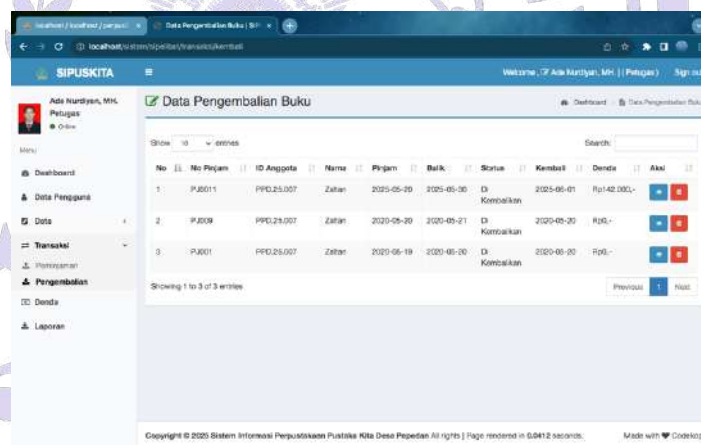 localhost / localhost / perpus
Data Pengembalian Buku | SIP
localhost/sistem/sipelita/transaksi/kembali
SIPUSKITA
Welcome, Ade Nurdiyan, MH. | ( Petugas )
Sign out
Ade Nurdiyan, MH.
Petugas
Online
Data Pengembalian Buku
Dashboard
Data Pengembalian Buku
Menu
Dashboard
Data Pengguna
Data
Transaksi
Peminjaman
Pengembalian
Denda
Laporan
Show 10 entries
Search:
No No Pinjam ID Anggota Nama Pinjam Balik Status Kembali Denda Aksi
1 PJ0011 PPD.25.007 Zaltan 2025-05-29 2025-05-30 Di Kembalikan 2025-06-01 Rp142.000,-
2 PJ009 PPD.25.007 Zaltan 2020-05-20 2020-05-21 Di Kembalikan 2020-05-20 Rp0,-
3 PJ001 PPD.25.007 Zaltan 2020-05-19 2020-05-20 Di Kembalikan 2020-05-20 Rp0,-
Showing 1 to 3 of 3 entries
Previous 1 Next
Copyright © 2025 Sistem Informasi Perpustakaan Pustaka Kita Desa Pepedan All rights | Page rendered in 0.0412 seconds.
Made with ❤ Codekop